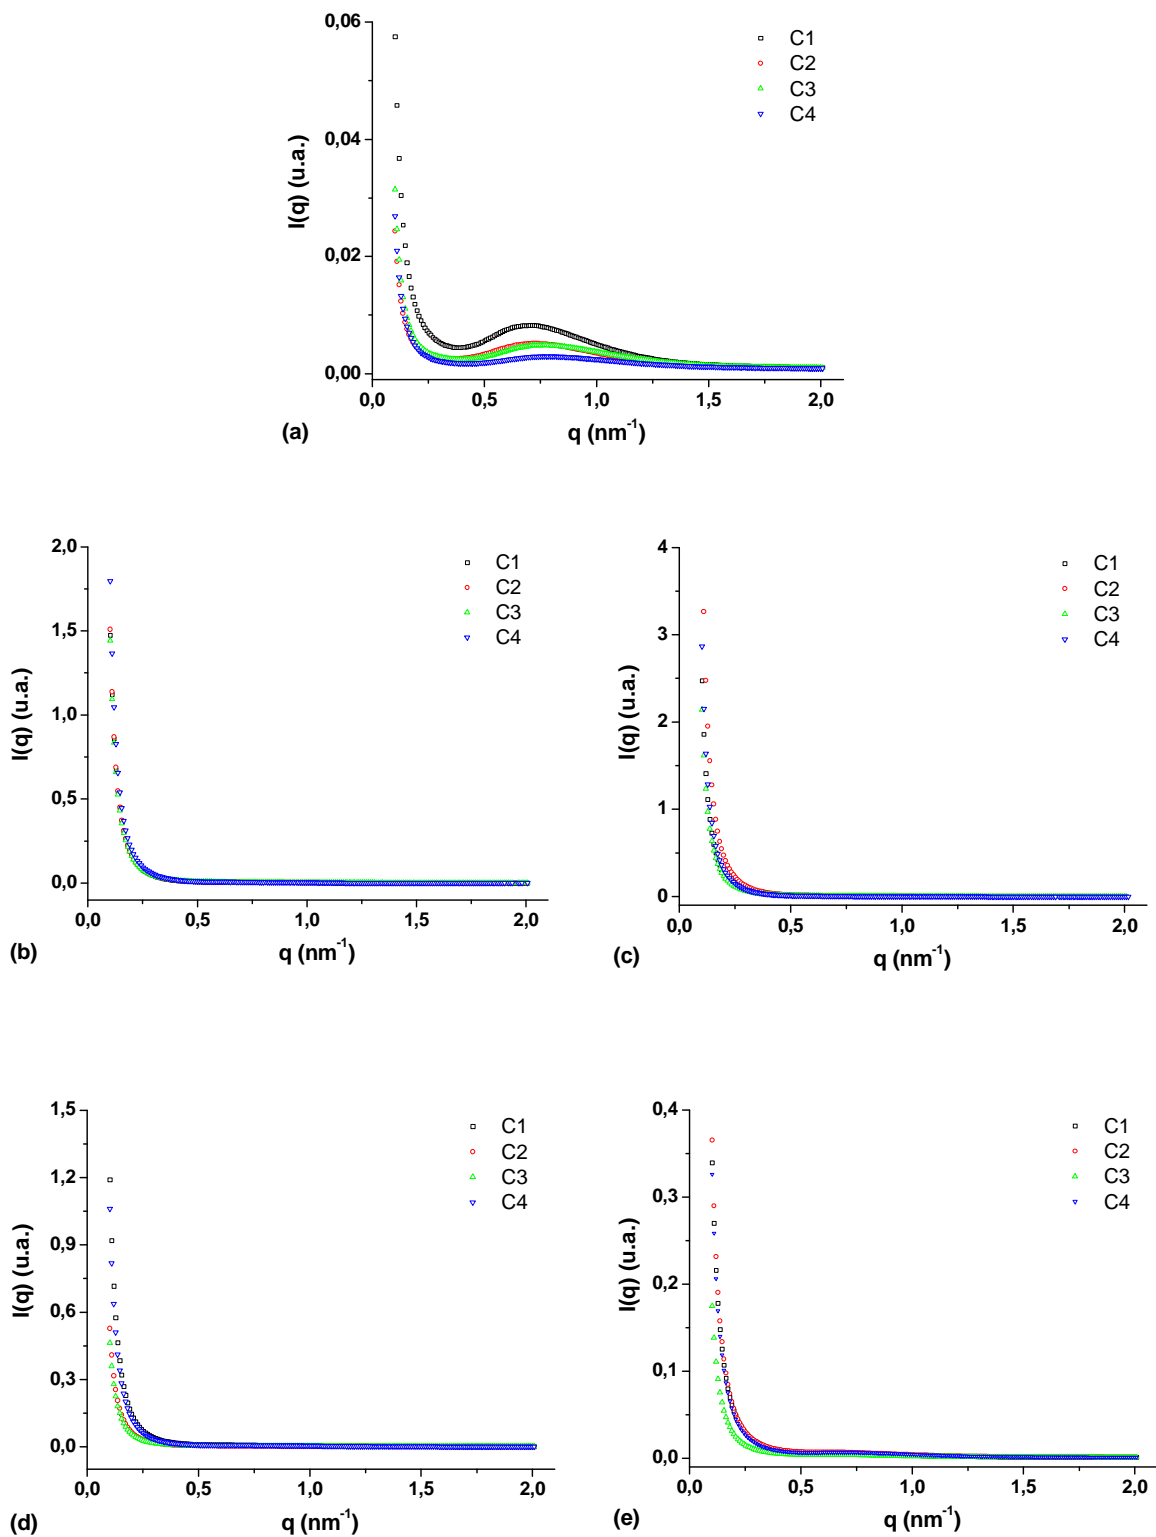 0,06
0,04
0,02
0,00
I(q) (u.a.)
C1
C2
C3
C4
0,0 0,5 1,0 1,5 2,0
(a)
q (nm-1)
2,0
1,5
1,0
0,5
0,0
I(q) (u.a.)
C1
C2
C3
C4
0,0 0,5 1,0 1,5 2,0
(b)
q (nm-1)
4
3
2
1
0
I(q) (u.a.)
C1
C2
C3
C4
0,0 0,5 1,0 1,5 2,0
(c)
q (nm-1)
1,5
1,2
0,9
0,6
0,3
0,0
I(q) (u.a.)
C1
C2
C3
C4
0,0 0,5 1,0 1,5 2,0
(d)
q (nm-1)
0,4
0,3
0,2
0,1
0,0
I(q) (u.a.)
C1
C2
C3
C4
0,0 0,5 1,0 1,5 2,0
(e)
q (nm-1)